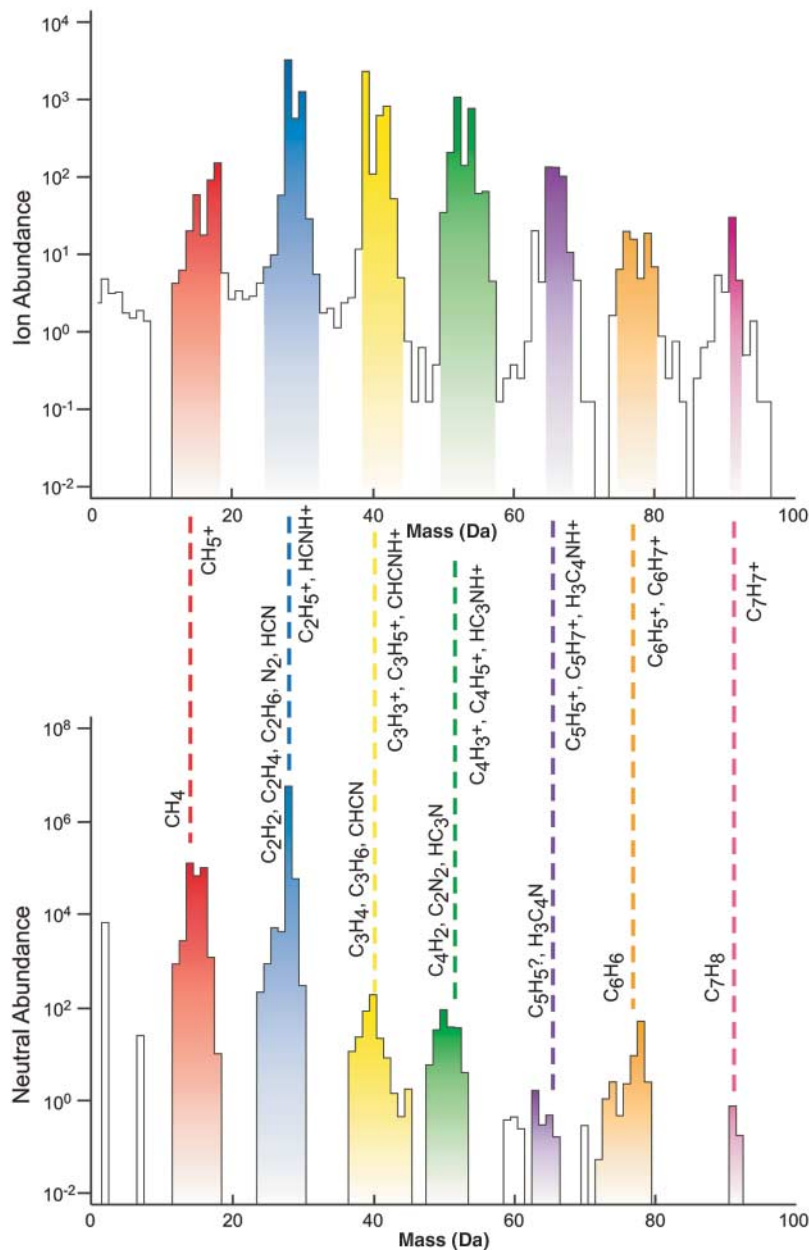 10⁴
10³
10²
10¹
10⁰
10⁻¹
10⁻²
Ion Abundance
0
20
40
60
80
100
Mass (Da)
CH₅+
C₂H₅+, HCNH+
C₃H₃+, C₃H₅+, CHCNH+
C₄H₃+, C₄H₅+, HC₃NH+
C₅H₅+, C₅H₇+, H₃C₄NH+
C₆H₅+, C₆H₇+
C₇H₇+
10⁸
10⁶
10⁴
10²
10⁰
10⁻²
Neutral Abundance
CH₄
C₂H₂, C₂H₄, C₂H₆, N₂, HCN
C₃H₄, C₃H₆, CHCN
C₄H₂, C₂N₂, HC₃N
C₅H₅?, H₃C₄N
C₆H₆
C₇H₈
0
20
40
60
80
100
Mass (Da)